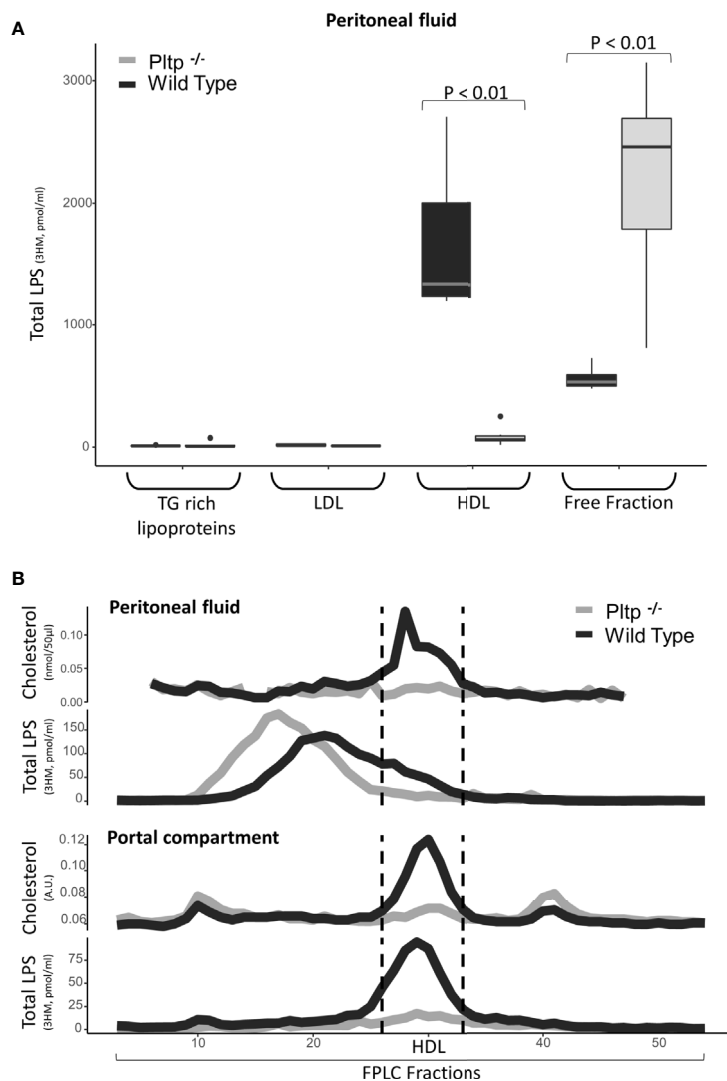 A
Peritoneal fluid
Pltp -/-
Wild Type
P < 0.01
P < 0.01
Total LPS (3HM, pmol/ml)
3000
2000
1000
0
TG rich
lipoproteins
LDL
HDL
Free Fraction
B
Peritoneal fluid
Pltp -/-
Wild Type
Cholesterol
(nmol/50µl)
0.10
0.05
0.00
Total LPS
(3HM, pmol/ml)
150
100
50
0
Portal compartment
Cholesterol
(A.U.)
0.12
0.10
0.08
0.06
Total LPS
(3HM, pmol/ml)
75
50
25
0
10
20
30
40
50
HDL
FPLC Fractions